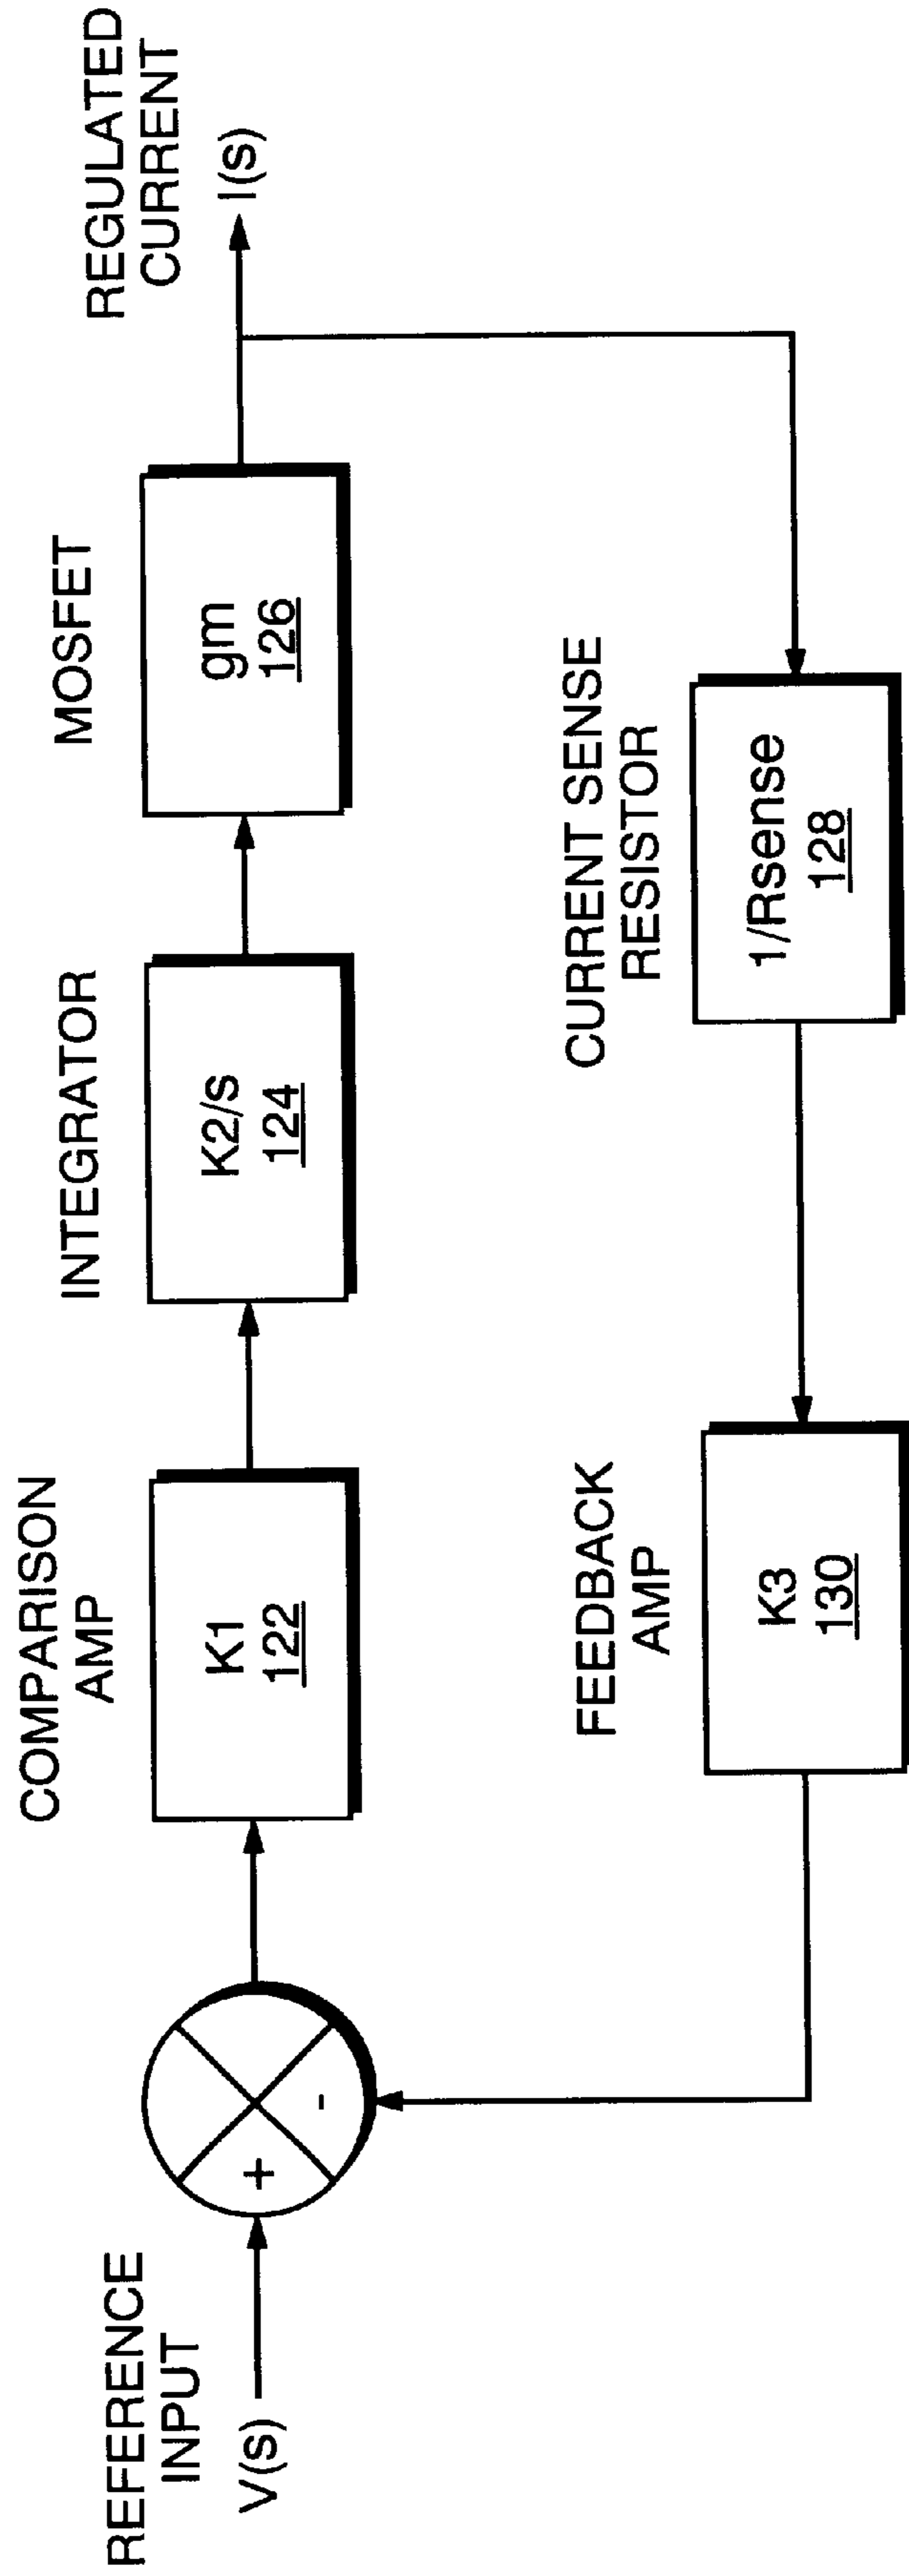 REFERENCE
INPUT
V(s)
+
-
COMPARISON
AMP
K1
122
INTEGRATOR
K2/s
124
MOSFET
gm
126
REGULATED
CURRENT
I(s)
CURRENT SENSE
RESISTOR
1/Rsense
128
FEEDBACK
AMP
K3
130